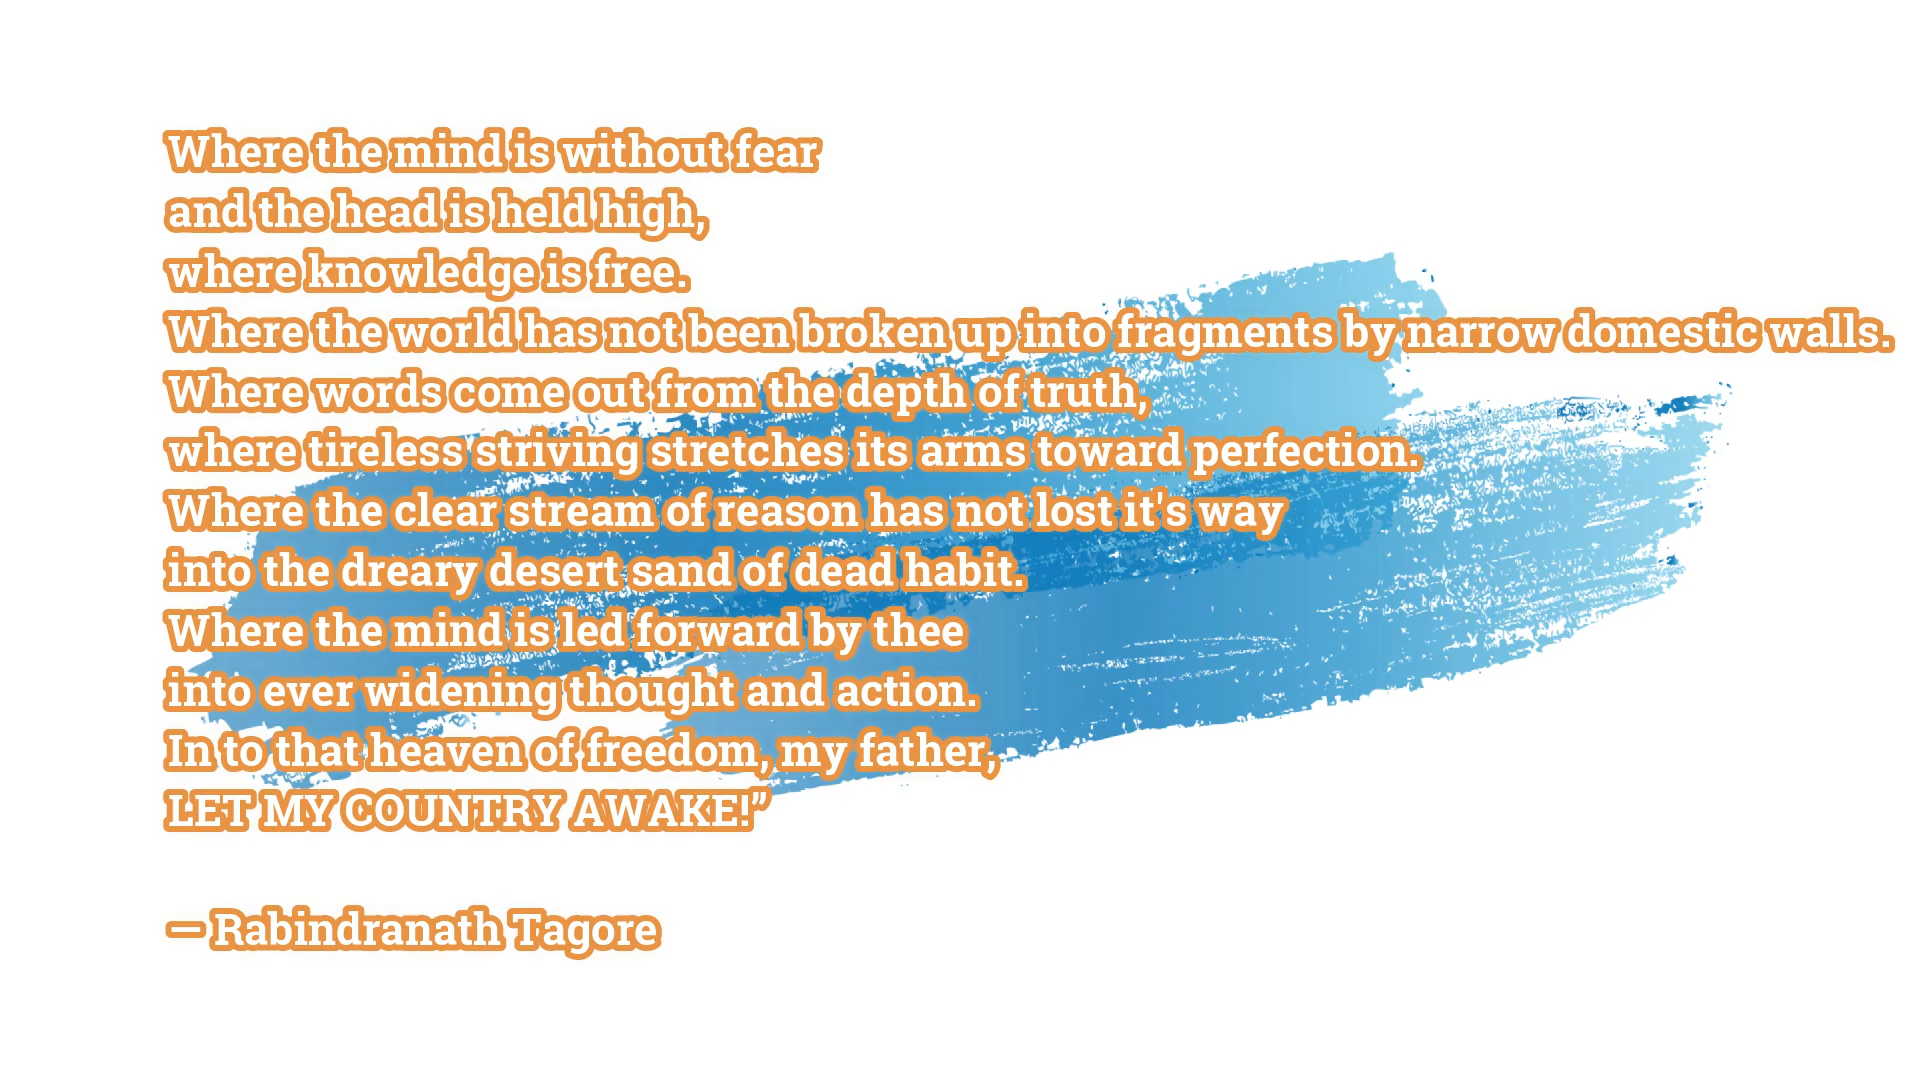 Where the mind is without fear
and the head is held high,
where knowledge is free.
Where the world has not been broken up into fragments by narrow domestic walls.
Where words come out from the depth of truth,
where tireless striving stretches its arms toward perfection.
Where the clear stream of reason has not lost it's way
into the dreary desert sand of dead habit.
Where the mind is led forward by thee
into ever widening thought and action.
In to that heaven of freedom, my father,
LET MY COUNTRY AWAKE!”
— Rabindranath Tagore